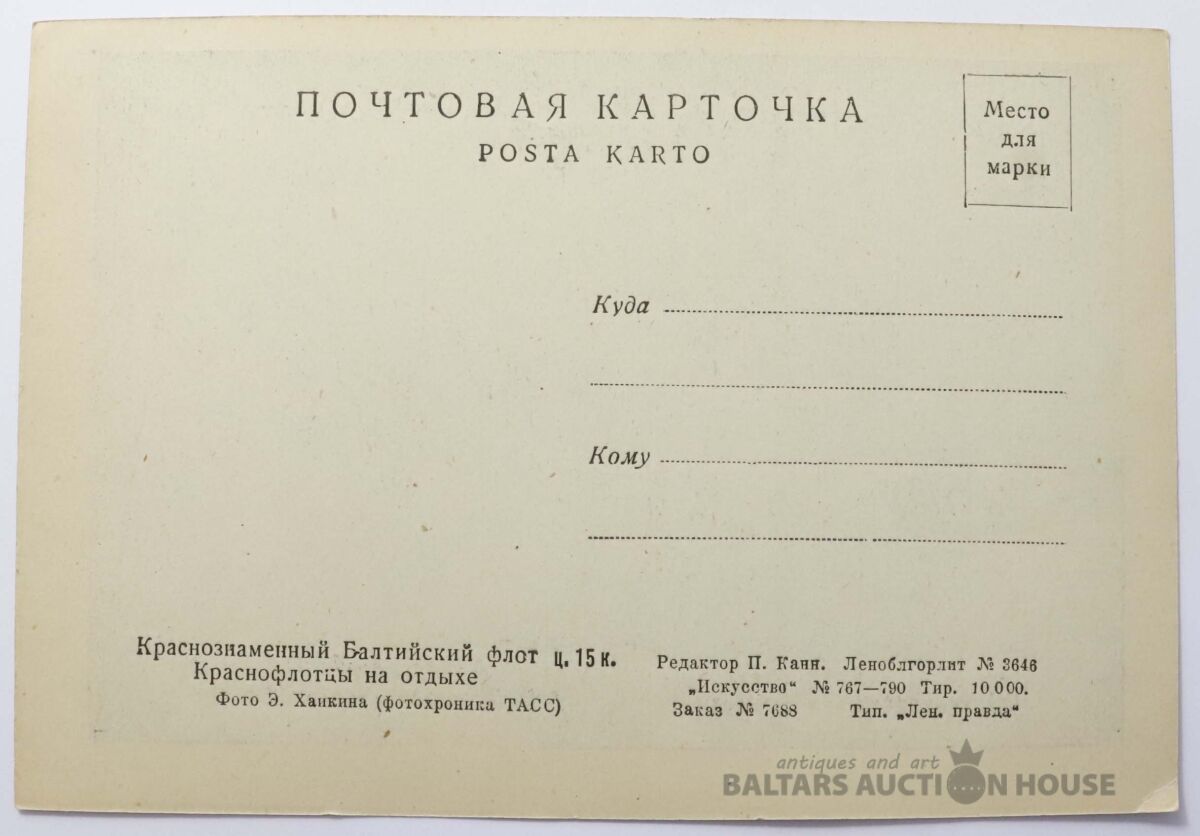 ПОЧТОВАЯ КАРТОЧКА
POSTA KARTO
Место
для
марки
Куда
Кому
Краснознаменный Балтийский флот ц. 15 к.
Краснофлотцы на отдыхе
Фото Э. Хаикина (фотохроника ТАСС)
Редактор П. Канн. Леноблгорлит № 3646
„Искусство“ № 767—790 Тир. 10 000.
Заказ № 7688 Тип. „Лен. правда“
antiques and art
BALTARS AUCTION HOUSE